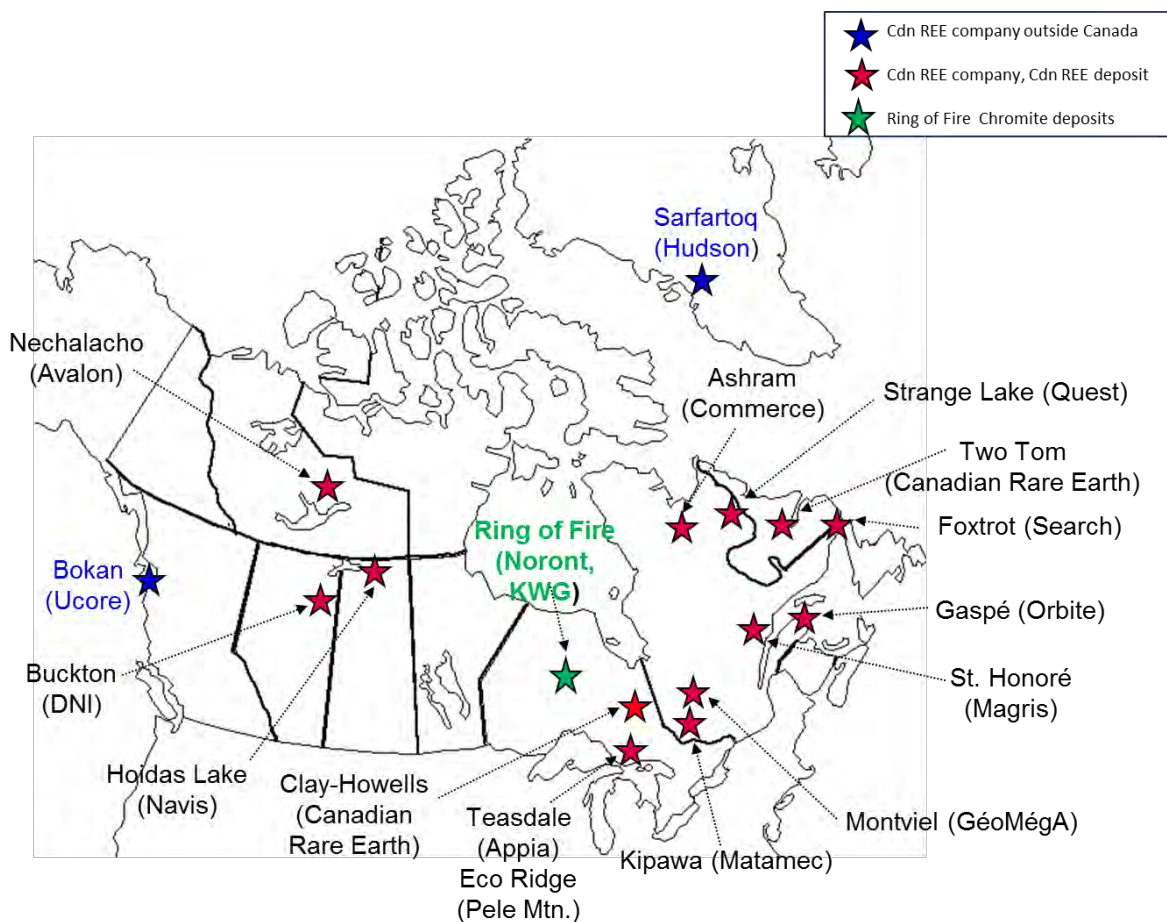 Cdn REE company outside Canada
Cdn REE company, Cdn REE deposit
Ring of Fire  Chromite deposits
Sarfartoq
(Hudson)
Nechalacho
(Avalon)
Ashram
(Commerce)
Strange Lake (Quest)
Two Tom
(Canadian Rare Earth)
Foxtrot (Search)
Ring of Fire
(Noront,
KWG)
Bokan
(Ucore)
Gaspé (Orbite)
Buckton
(DNI)
St. Honoré
(Magris)
Hoidas Lake
(Navis)
Clay-Howells
(Canadian
Rare Earth)
Teasdale
(Appia)
Eco Ridge
(Pele Mtn.)
Montviel (GéoMégA)
Kipawa (Matamec)